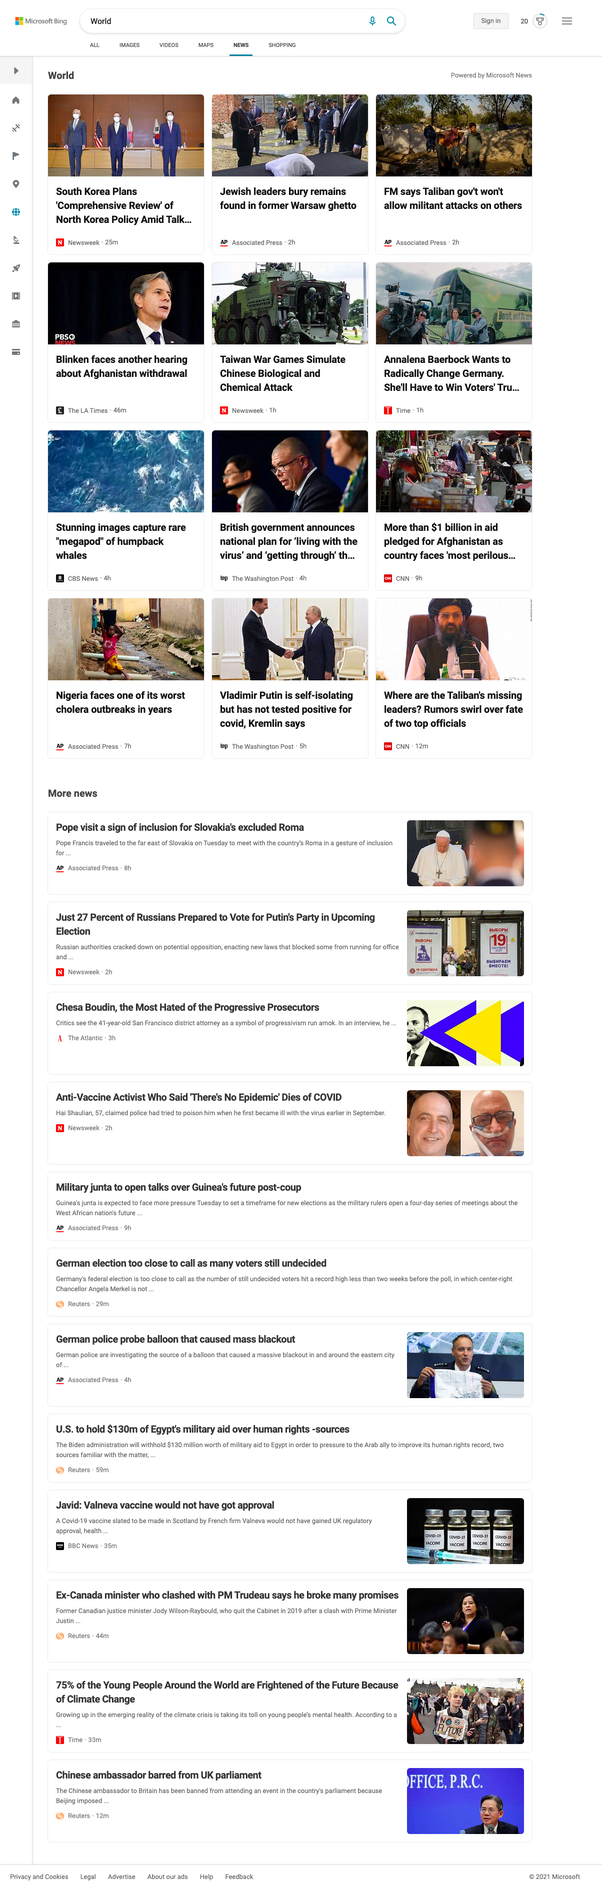 Microsoft Bing
World
Sign in
20
ALL IMAGES VIDEOS MAPS NEWS SHOPPING
World
Powered by Microsoft News
South Korea Plans
'Comprehensive Review' of
North Korea Policy Amid Talk...
Newsweek · 25m
Jewish leaders bury remains
found in former Warsaw ghetto
AP Associated Press · 2h
FM says Taliban gov't won't
allow militant attacks on others
AP Associated Press · 2h
PBS
NEWS
Blinken faces another hearing
about Afghanistan withdrawal
The LA Times · 46m
Taiwan War Games Simulate
Chinese Biological and
Chemical Attack
Newsweek · 1h
Annalena Baerbock Wants to
Radically Change Germany.
She'll Have to Win Voters' Tru...
Time · 1h
Stunning images capture rare
"megapod" of humpback
whales
CBS News · 4h
British government announces
national plan for 'living with the
virus' and 'getting through' th...
wp The Washington Post · 4h
More than $1 billion in aid
pledged for Afghanistan as
country faces 'most perilous...
CNN · 9h
Nigeria faces one of its worst
cholera outbreaks in years
AP Associated Press · 7h
Vladimir Putin is self-isolating
but has not tested positive for
covid, Kremlin says
wp The Washington Post · 5h
Where are the Taliban's missing
leaders? Rumors swirl over fate
of two top officials
CNN · 12m
More news
Pope visit a sign of inclusion for Slovakia's excluded Roma
Pope Francis traveled to the far east of Slovakia on Tuesday to meet with the country's Roma in a gesture of inclusion
for ...
AP Associated Press · 8h
Just 27 Percent of Russians Prepared to Vote for Putin's Party in Upcoming
Election
Russian authorities cracked down on potential opposition, enacting new laws that blocked some from running for office
and ...
Newsweek · 2h
ВЫБОРЫ
ВЫБОРЫ
19
ВЫБИРАЕМ
ВМЕСТЕ!
Chesa Boudin, the Most Hated of the Progressive Prosecutors
Critics see the 41-year-old San Francisco district attorney as a symbol of progressivism run amok. In an interview, he ...
The Atlantic · 3h
Anti-Vaccine Activist Who Said 'There's No Epidemic' Dies of COVID
Hai Shaulian, 57, claimed police had tried to poison him when he first became ill with the virus earlier in September.
Newsweek · 2h
Military junta to open talks over Guinea's future post-coup
Guinea's junta is expected to face more pressure Tuesday to set a timeframe for new elections as the military rulers open a four-day series of meetings about the
West African nation's future ...
AP Associated Press · 9h
German election too close to call as many voters still undecided
Germany's federal election is too close to call as the number of still undecided voters hit a record high less than two weeks before the poll, in which center-right
Chancellor Angela Merkel is not ...
Reuters · 29m
German police probe balloon that caused mass blackout
German police are investigating the source of a balloon that caused a massive blackout in and around the eastern city
of ...
AP Associated Press · 4h
U.S. to hold $130m of Egypt's military aid over human rights -sources
The Biden administration will withhold $130 million worth of military aid to Egypt in order to pressure to the Arab ally to improve its human rights record, two
sources familiar with the matter, ...
Reuters · 59m
Javid: Valneva vaccine would not have got approval
A Covid-19 vaccine slated to be made in Scotland by French firm Valneva would not have gained UK regulatory
approval, health ...
BBC News · 35m
COVID-19 COVID-19 COVID-19 COVID-19
VACCINE VACCINE VACCINE VACCINE
Ex-Canada minister who clashed with PM Trudeau says he broke many promises
Former Canadian justice minister Jody Wilson-Raybould, who quit the Cabinet in 2019 after a clash with Prime Minister
Justin ...
Reuters · 44m
75% of the Young People Around the World are Frightened of the Future Because
of Climate Change
Growing up in the emerging reality of the climate crisis is taking its toll on young people's mental health. According to a
...
Time · 33m
NO
FUTURE
Chinese ambassador barred from UK parliament
The Chinese ambassador to Britain has been banned from attending an event in the country's parliament because
Beijing imposed ...
Reuters · 12m
OFFICE, P.R.C.
Privacy and Cookies Legal Advertise About our ads Help Feedback
© 2021 Microsoft